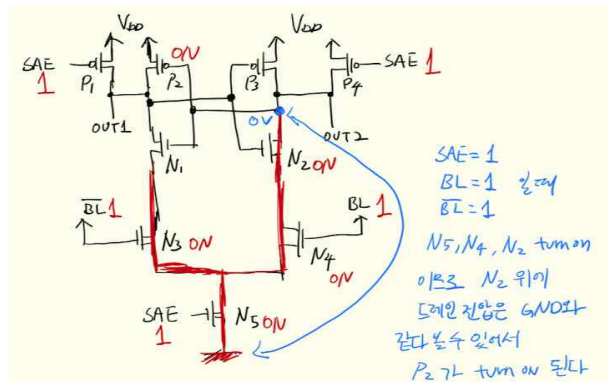 VDD
VDD
SAE
1
P1
P2
ON
P3
P4
SAE 1
OUT1
0V
OUT2
N1
N2 ON
BL 1
BL 1
N3 ON
N4
ON
SAE
1
N5 ON
SAE=1
BL=1 일때
B̅L̅=1
N5, N4, N2 turn on
이므로 N2 위에
드레인 전압은 GND와
같다 볼수 있어서
P2가 turn on 된다